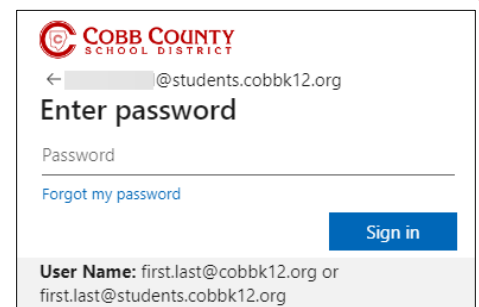 COBB COUNTY
SCHOOL DISTRICT
@students.cobbk12.org
Enter password
Password
Forgot my password
Sign in
User Name: first.last@cobbk12.org or
first.last@students.cobbk12.org